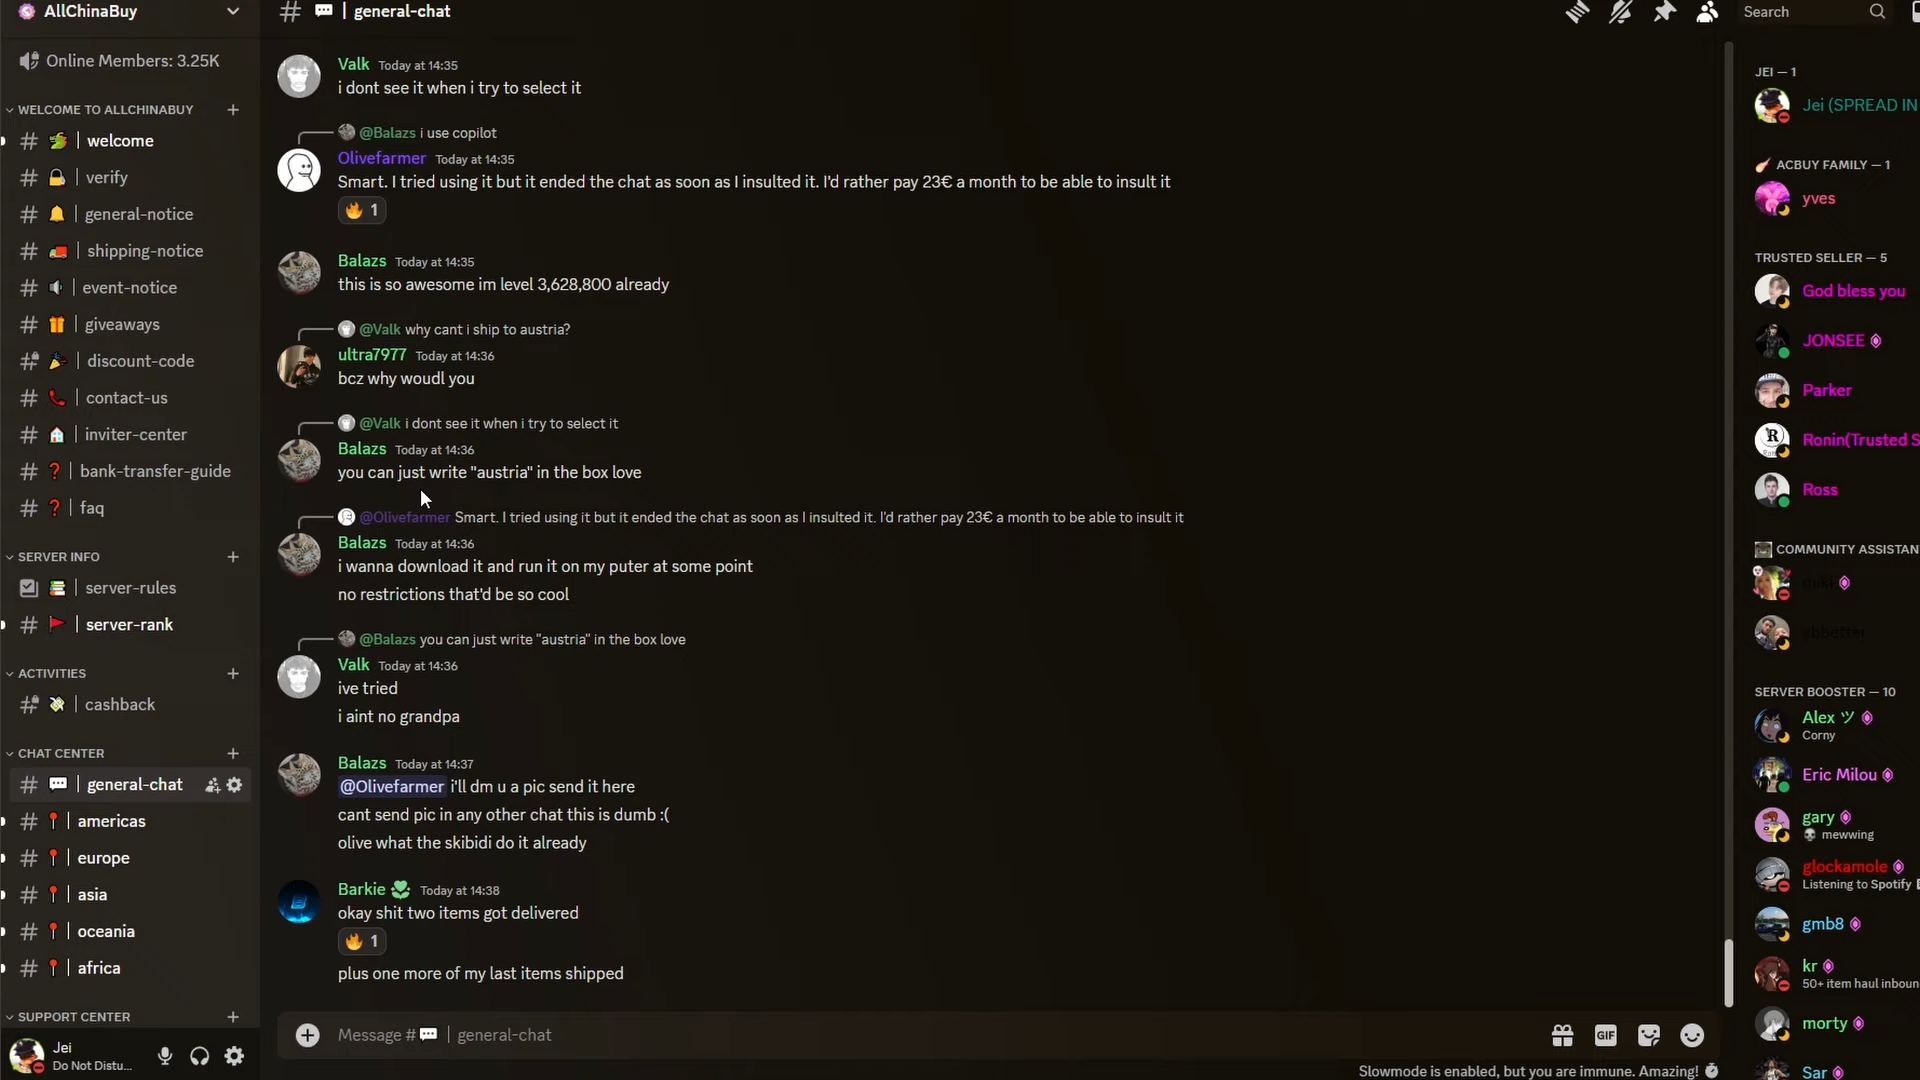 AllChinaBuy
Online Members: 3.25K
WELCOME TO ALLCHINABUY
# | welcome
# | verify
# | general-notice
# | shipping-notice
# | event-notice
# | giveaways
# | discount-code
# | contact-us
# | inviter-center
# ❓ | bank-transfer-guide
# ❓ | faq
SERVER INFO
server-rules
# | server-rank
ACTIVITIES
# | cashback
CHAT CENTER
# | general-chat
# | americas
# | europe
# | asia
# | oceania
# | africa
SUPPORT CENTER
Jei
Do Not Distu...
# | general-chat
Search
Valk Today at 14:35
i dont see it when i try to select it
@Balazs i use copilot
Olivefarmer Today at 14:35
Smart. I tried using it but it ended the chat as soon as I insulted it. I'd rather pay 23€ a month to be able to insult it
🔥 1
Balazs Today at 14:35
this is so awesome im level 3,628,800 already
@Valk why cant i ship to austria?
ultra7977 Today at 14:36
bcz why woudl you
@Valk i dont see it when i try to select it
Balazs Today at 14:36
you can just write "austria" in the box love
@Olivefarmer Smart. I tried using it but it ended the chat as soon as I insulted it. I'd rather pay 23€ a month to be able to insult it
Balazs Today at 14:36
i wanna download it and run it on my puter at some point
no restrictions that'd be so cool
@Balazs you can just write "austria" in the box love
Valk Today at 14:36
ive tried
i aint no grandpa
Balazs Today at 14:37
@Olivefarmer i'll dm u a pic send it here
cant send pic in any other chat this is dumb :(
olive what the skibidi do it already
Barkie Today at 14:38
okay shit two items got delivered
🔥 1
plus one more of my last items shipped
Message # | general-chat
GIF
Slowmode is enabled, but you are immune. Amazing!
JEI — 1
Jei (SPREAD IN
ACBUY FAMILY — 1
yves
TRUSTED SELLER — 5
God bless you
JONSEE
Parker
R
Ronin(Trusted S
Ross
COMMUNITY ASSISTAN
SERVER BOOSTER — 10
Alex ツ
Corny
Eric Milou
gary
mewwing
glockamole
Listening to Spotify
gmb8
kr
50+ item haul inboun
morty
Sar